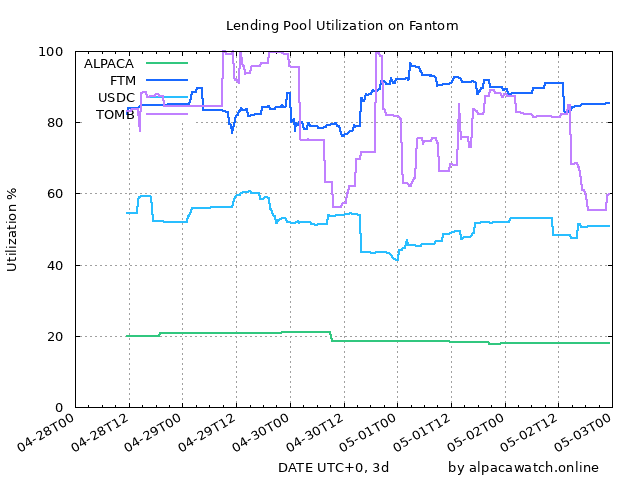 Lending Pool Utilization on Fantom
ALPACA
FTM
USDC
TOMB
Utilization %
100
80
60
40
20
0
04-28T00
04-28T12
04-29T00
04-29T12
04-30T00
04-30T12
05-01T00
05-01T12
05-02T00
05-02T12
05-03T00
DATE UTC+0, 3d
by alpacawatch.online